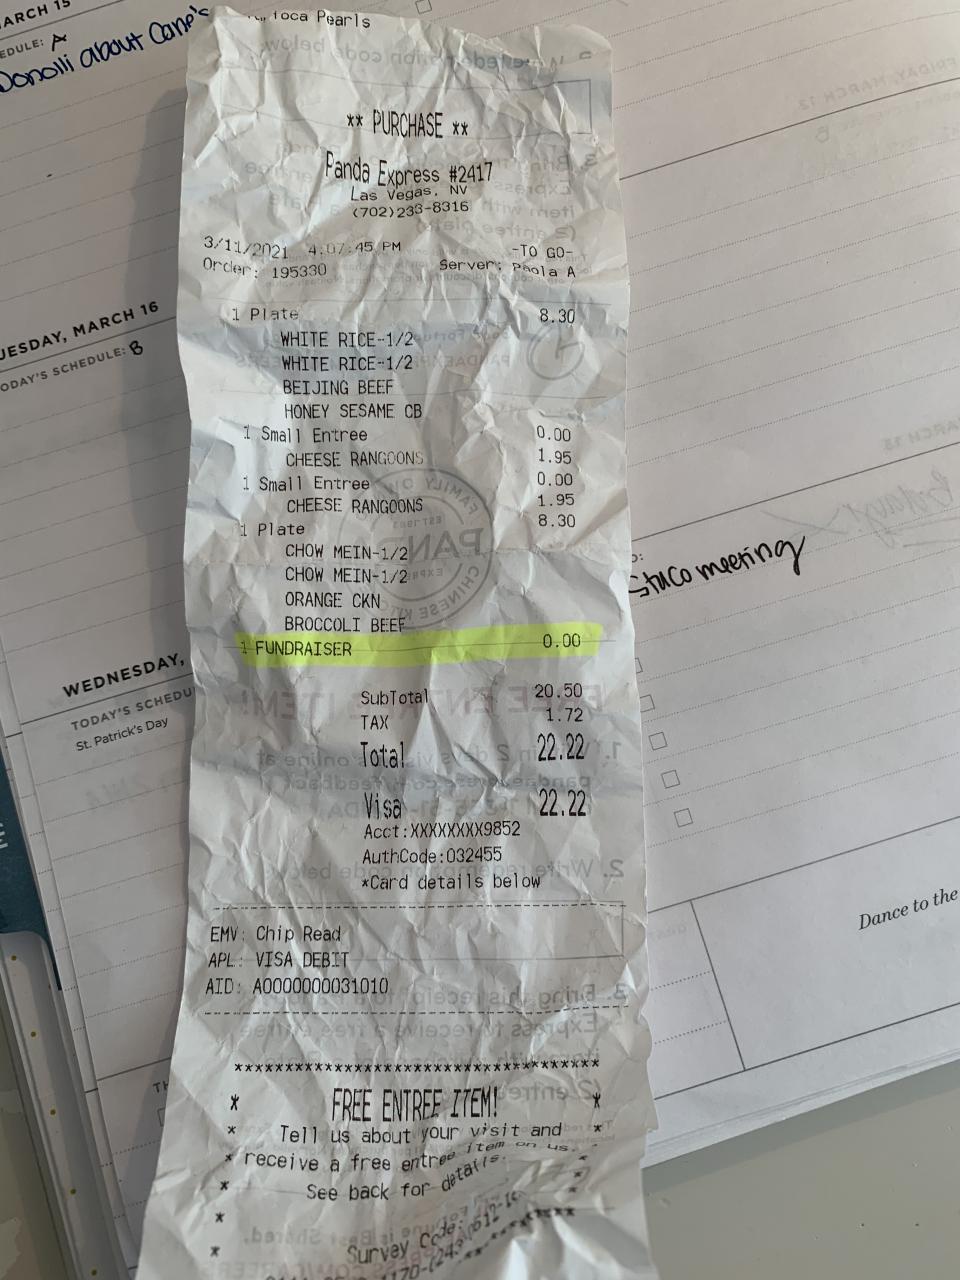 MARCH 15
EDULE: A
Donolli about Cane's
ioca Pearls
** PURCHASE **
Panda Express #2417
Las Vegas, NV
(702)233-8316
3/11/2021 4:07:45 PM -TO GO-
Order: 195330 Server: Paola A
1 Plate 8.30
WHITE RICE-1/2
WHITE RICE-1/2
BEIJING BEEF
HONEY SESAME CB
1 Small Entree 0.00
CHEESE RANGOONS 1.95
1 Small Entree 0.00
CHEESE RANGOONS 1.95
1 Plate 8.30
CHOW MEIN-1/2
CHOW MEIN-1/2
ORANGE CKN
BROCCOLI BEEF
1 FUNDRAISER 0.00
SubTotal 20.50
TAX 1.72
Total 22.22
Visa 22.22
Acct:XXXXXXXX9852
AuthCode:032455
*Card details below
EMV: Chip Read
APL: VISA DEBIT
AID: A0000000031010
************************************
* FREE ENTREE ITEM! *
* Tell us about your visit and *
* receive a free entree item on us. *
* See back for details. *
*
* Survey Code:
UESDAY, MARCH 16
ODAY'S SCHEDULE: B
WEDNESDAY,
TODAY'S SCHEDU
St. Patrick's Day
TH
FRIDAY, MARCH 12
B
o:
Stuco meeting
Dance to the